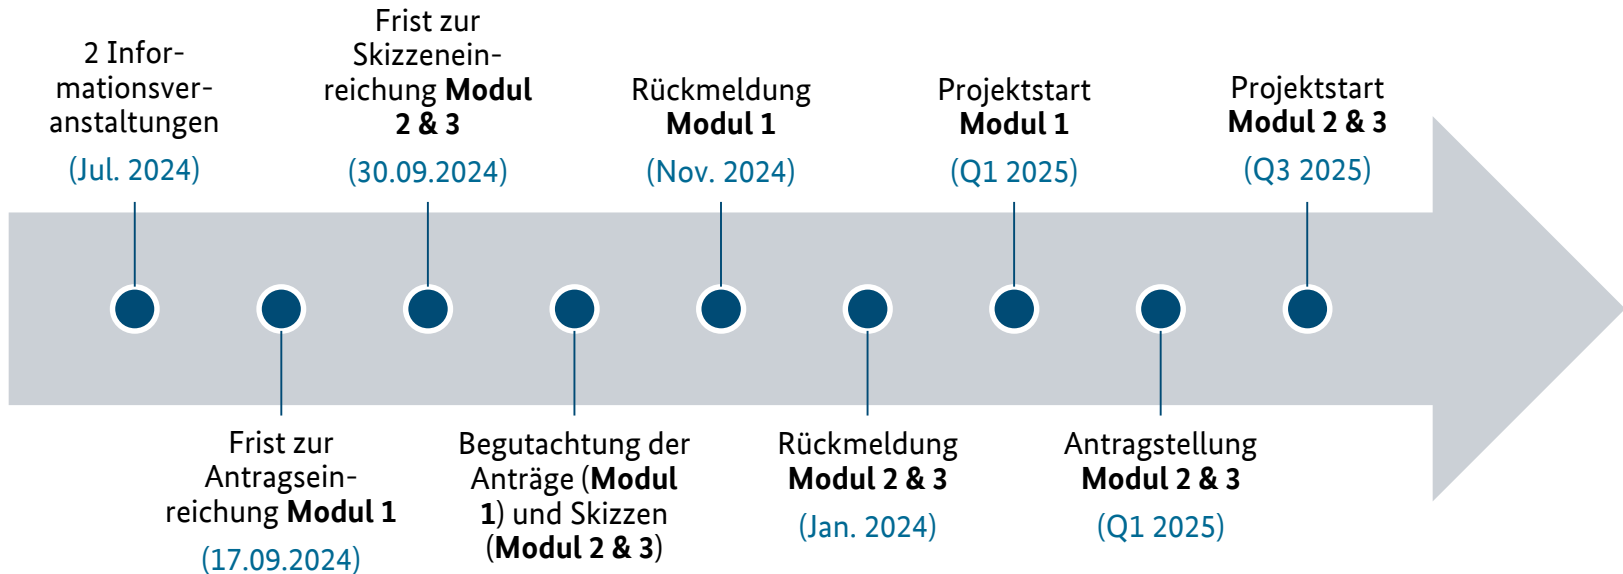 2 Infor-
mationsver-
anstaltungen
(Jul. 2024)
Frist zur
Antragsein-
reichung Modul 1
(17.09.2024)
Frist zur
Skizzenein-
reichung Modul
2 & 3
(30.09.2024)
Begutachtung der
Anträge (Modul
1) und Skizzen
(Modul 2 & 3)
Rückmeldung
Modul 1
(Nov. 2024)
Rückmeldung
Modul 2 & 3
(Jan. 2024)
Projektstart
Modul 1
(Q1 2025)
Antragstellung
Modul 2 & 3
(Q1 2025)
Projektstart
Modul 2 & 3
(Q3 2025)